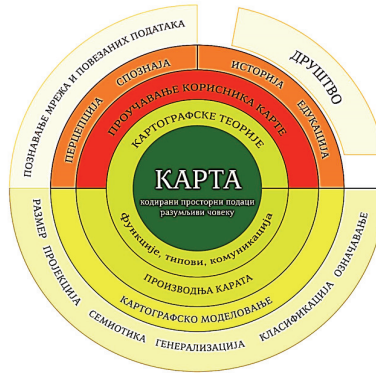 ПОЗНАВАЊЕ МРЕЖА И ПОВЕЗАНИХ ПОДАТАКА
ДРУШТВО
ПЕРЦЕПЦИЈА СПОЗНАЈА
ИСТОРИЈА ЕДУКАЦИЈА
ПРОУЧАВАЊЕ КОРИСНИКА КАРТЕ
КАРТОГРАФСКЕ ТЕОРИЈЕ
КАРТА
кодирани просторни подаци
разумљиви човеку
функције, типови, комуникација
ПРОИЗВОДЊА КАРАТА
КАРТОГРАФСКО МОДЕЛОВАЊЕ
РАЗМЕР ПРОЈЕКЦИЈА СЕМИОТИКА ГЕНЕРАЛИЗАЦИЈА КЛАСИФИКАЦИЈА ОЗНАЧАВАЊЕ